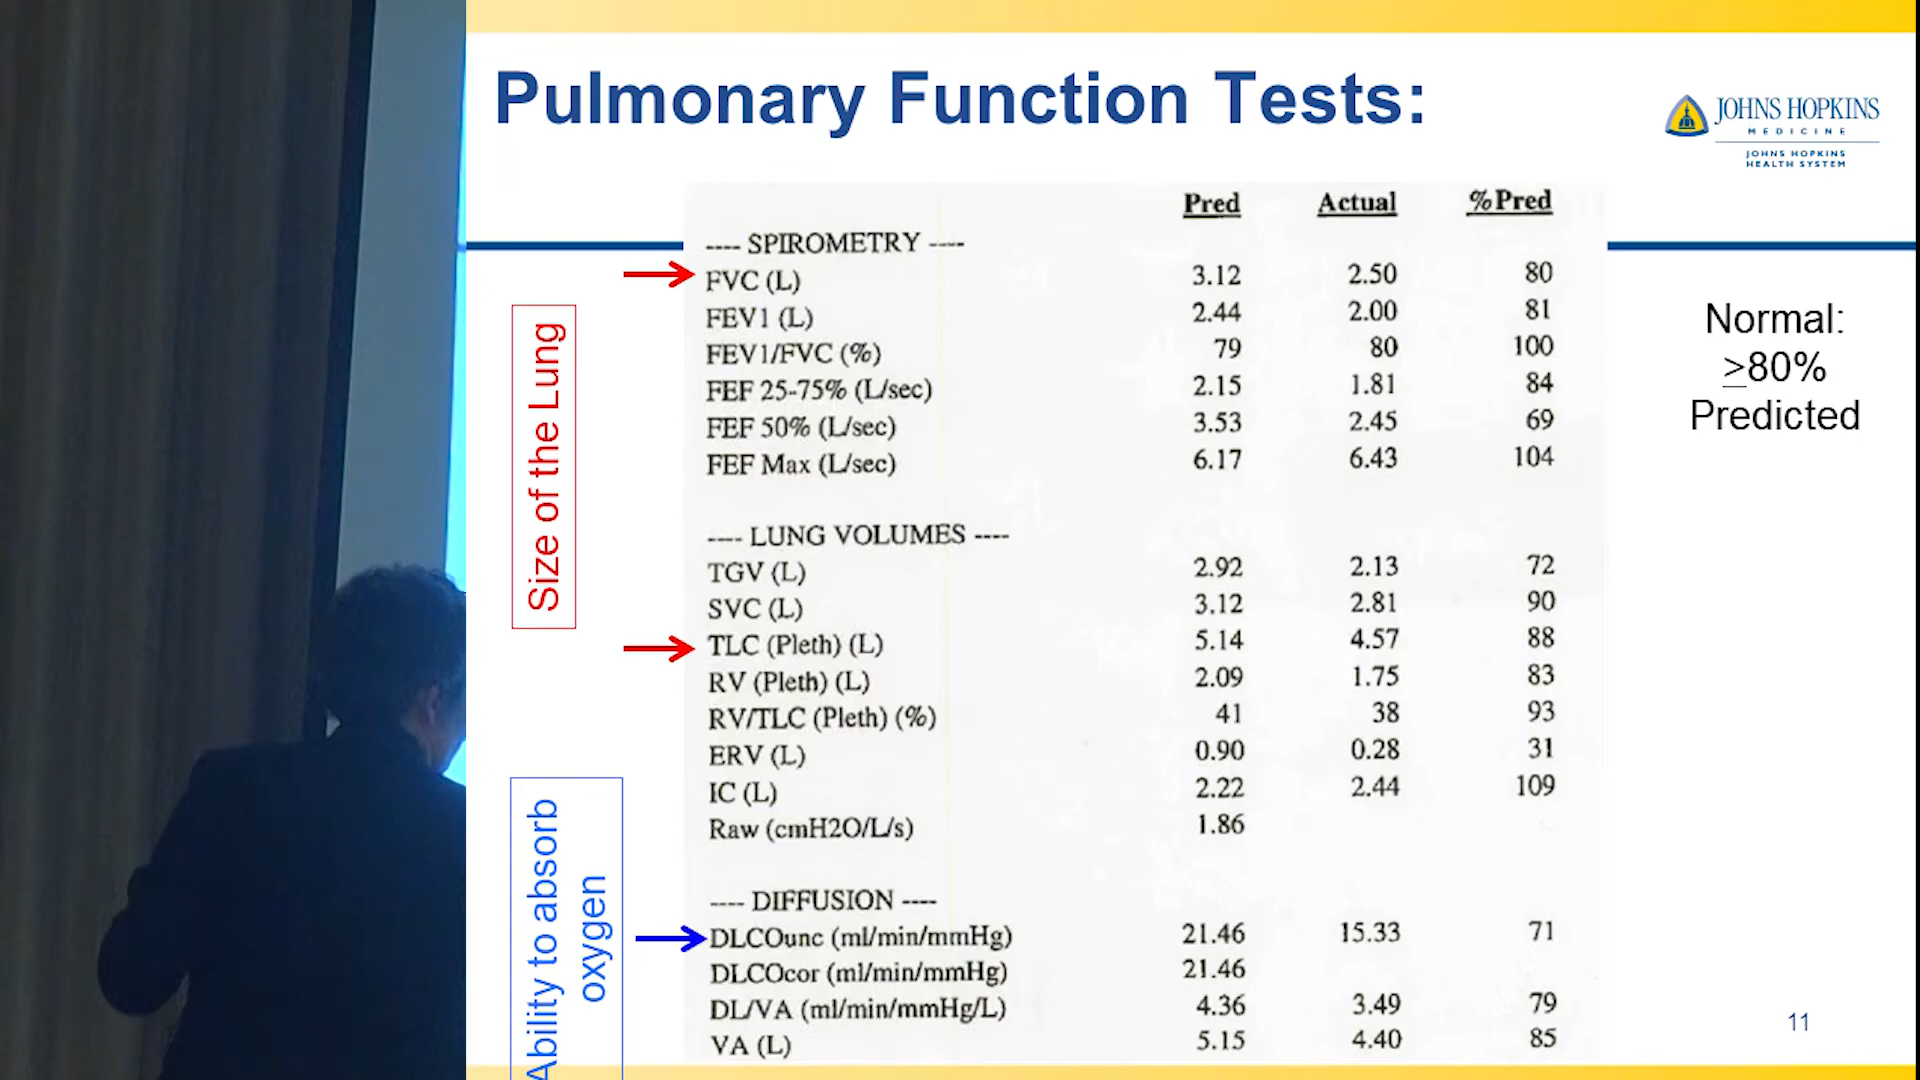 Pulmonary Function Tests:
JOHNS HOPKINS
MEDICINE
JOHNS HOPKINS
HEALTH SYSTEM
Pred Actual %Pred
---- SPIROMETRY ----
FVC (L) 3.12 2.50 80
FEV1 (L) 2.44 2.00 81
FEV1/FVC (%) 79 80 100
FEF 25-75% (L/sec) 2.15 1.81 84
FEF 50% (L/sec) 3.53 2.45 69
FEF Max (L/sec) 6.17 6.43 104
---- LUNG VOLUMES ----
TGV (L) 2.92 2.13 72
SVC (L) 3.12 2.81 90
TLC (Pleth) (L) 5.14 4.57 88
RV (Pleth) (L) 2.09 1.75 83
RV/TLC (Pleth) (%) 41 38 93
ERV (L) 0.90 0.28 31
IC (L) 2.22 2.44 109
Raw (cmH2O/L/s) 1.86
---- DIFFUSION ----
DLCOunc (ml/min/mmHg) 21.46 15.33 71
DLCOcor (ml/min/mmHg) 21.46
DL/VA (ml/min/mmHg/L) 4.36 3.49 79
VA (L) 5.15 4.40 85
Size of the Lung
Ability to absorb
oxygen
Normal:
≥80%
Predicted
11